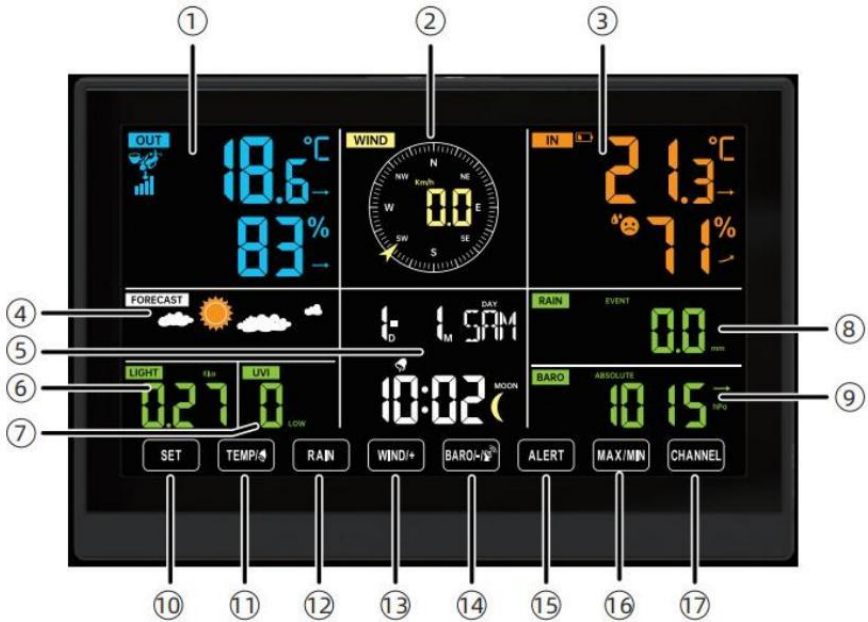 ① ② ③
OUT
18.6 °C
83 %
WIND
N
NW NE
Km/h
W 0.0 E
SW SE
S
IN
21.3 °C
71 %
④ FORECAST
⑤
DAY
1- 1 SAM
D M
10:02
MOON
RAIN EVENT
0.0 mm
⑧
⑥ LIGHT
0.27
⑦ UVI
0 LOW
BARO ABSOLUTE
1015 hPa
⑨
SET TEMP/ RAIN WIND/+ BARO/-/ ALERT MAX/MIN CHANNEL
⑩ ⑪ ⑫ ⑬ ⑭ ⑮ ⑯ ⑰